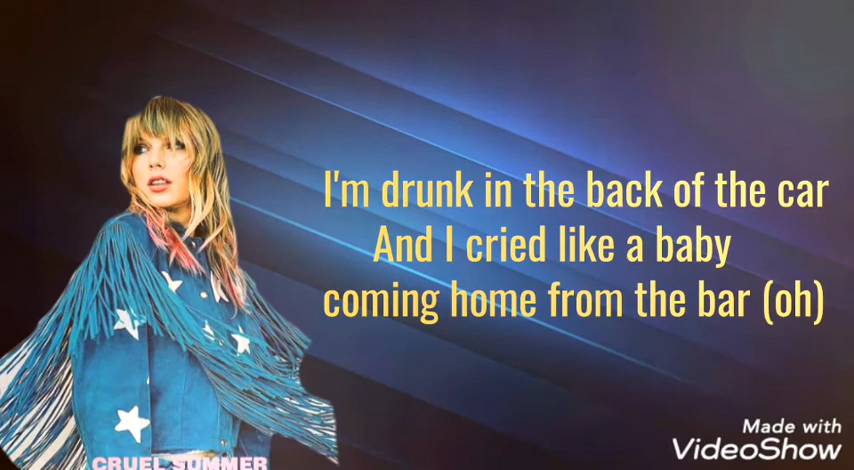 I'm drunk in the back of the car
And I cried like a baby
coming home from the bar (oh)
CRUEL SUMMER
Made with
VideoShow